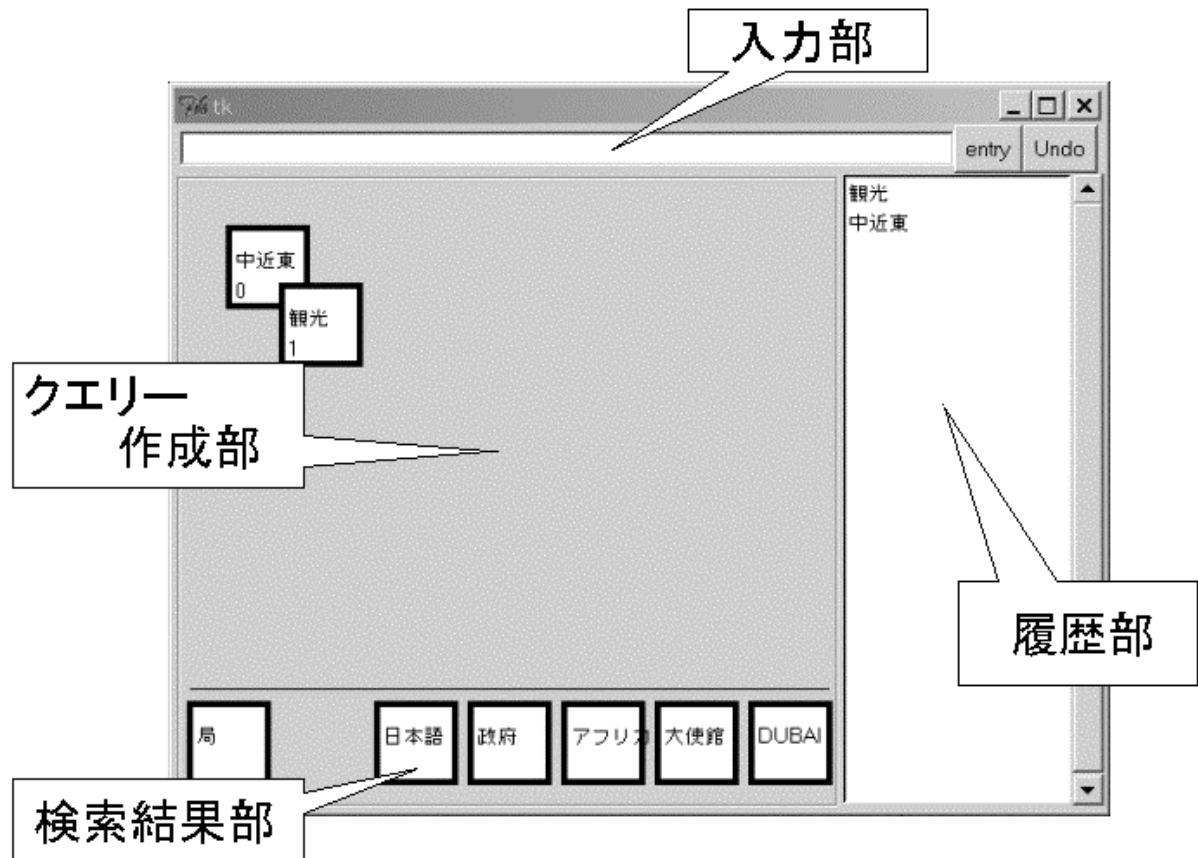 入力部
tk
entry
Undo
観光
中近東
中近東
0
観光
1
クエリー
作成部
履歴部
局
日本語
政府
アフリカ
大使館
DUBAI
検索結果部